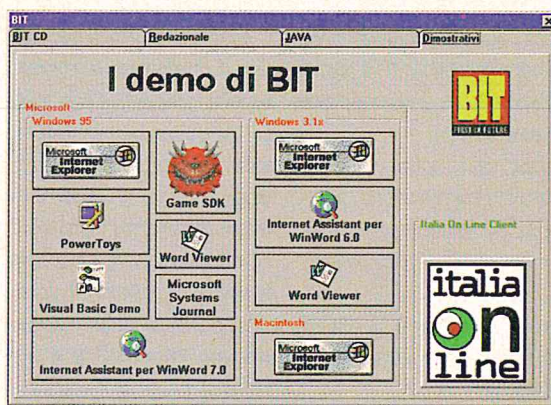 BIT
BIT CD
Redazionale
JAVA
Dimostrativi
I demo di BIT
Microsoft
Windows 95
Microsoft
Internet
Explorer
Game SDK
PowerToys
Word Viewer
Visual Basic Demo
Microsoft
Systems
Journal
Internet Assistant per WinWord 7.0
Windows 3.1x
Microsoft
Internet
Explorer
Internet Assistant per
WinWord 6.0
Word Viewer
Macintosh
Microsoft
Internet
Explorer
BIT
FOCUS ON FUTURE
Italia On Line Client
italia
on
line